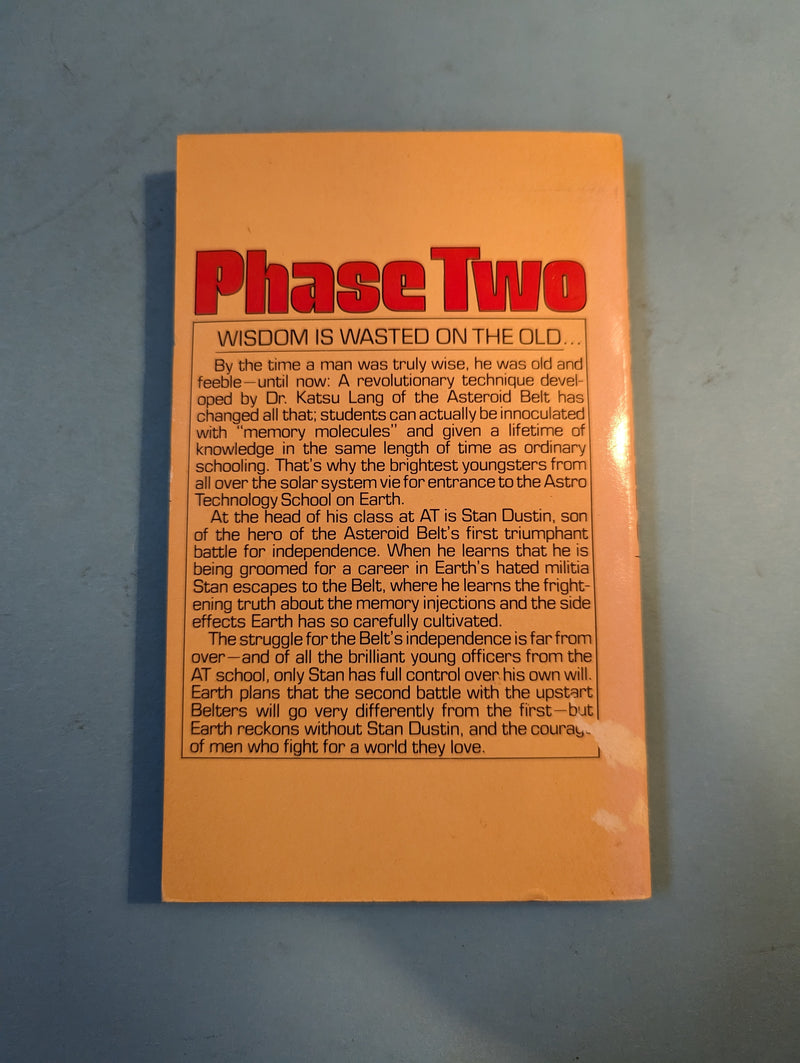 Phase Two
WISDOM IS WASTED ON THE OLD...
By the time a man was truly wise, he was old and
feeble—until now: A revolutionary technique devel-
oped by Dr. Katsu Lang of the Asteroid Belt has
changed all that; students can actually be innoculated
with "memory molecules" and given a lifetime of
knowledge in the same length of time as ordinary
schooling. That's why the brightest youngsters from
all over the solar system vie for entrance to the Astro
Technology School on Earth.
At the head of his class at AT is Stan Dustin, son
of the hero of the Asteroid Belt's first triumphant
battle for independence. When he learns that he is
being groomed for a career in Earth's hated militia
Stan escapes to the Belt, where he learns the fright-
ening truth about the memory injections and the side
effects Earth has so carefully cultivated.
The struggle for the Belt's independence is far from
over—and of all the brilliant young officers from the
AT school, only Stan has full control over his own will.
Earth plans that the second battle with the upstart
Belters will go very differently from the first—but
Earth reckons without Stan Dustin, and the courage
of men who fight for a world they love.